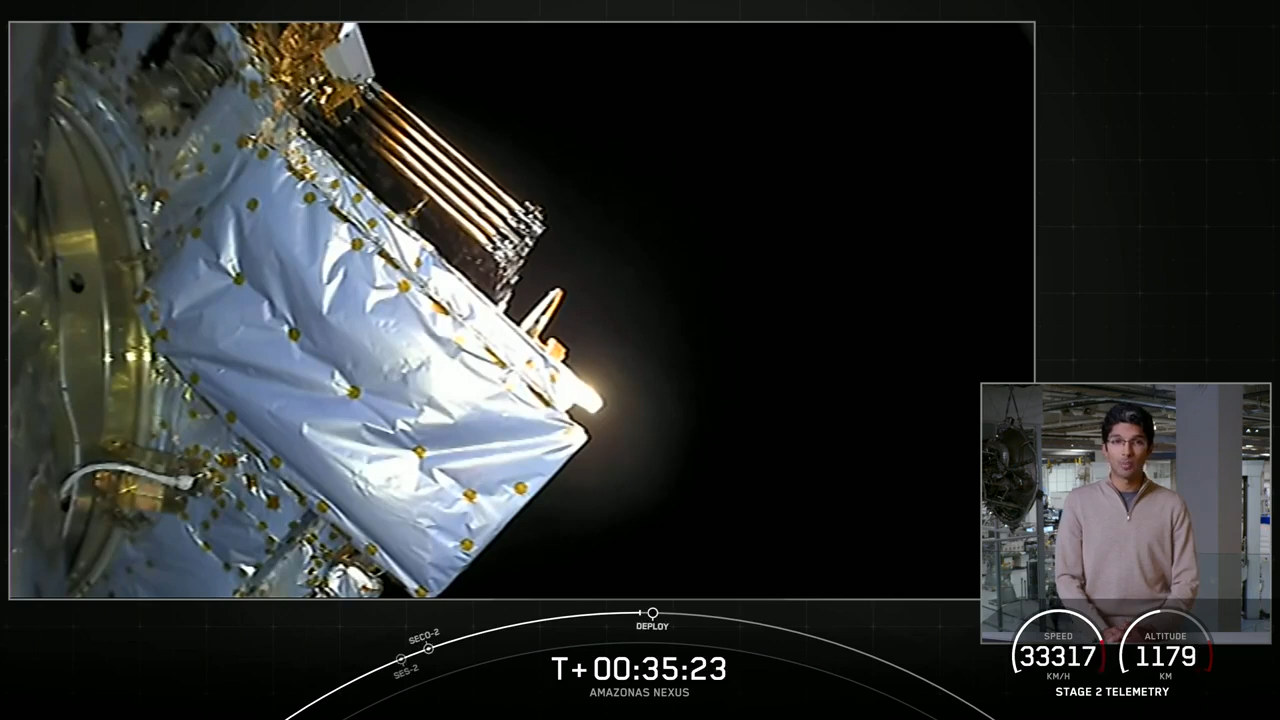 SECO-2
SES-2
DEPLOY
T+00:35:23
AMAZONAS NEXUS
SPEED
33317
KM/H
ALTITUDE
1179
KM
STAGE 2 TELEMETRY